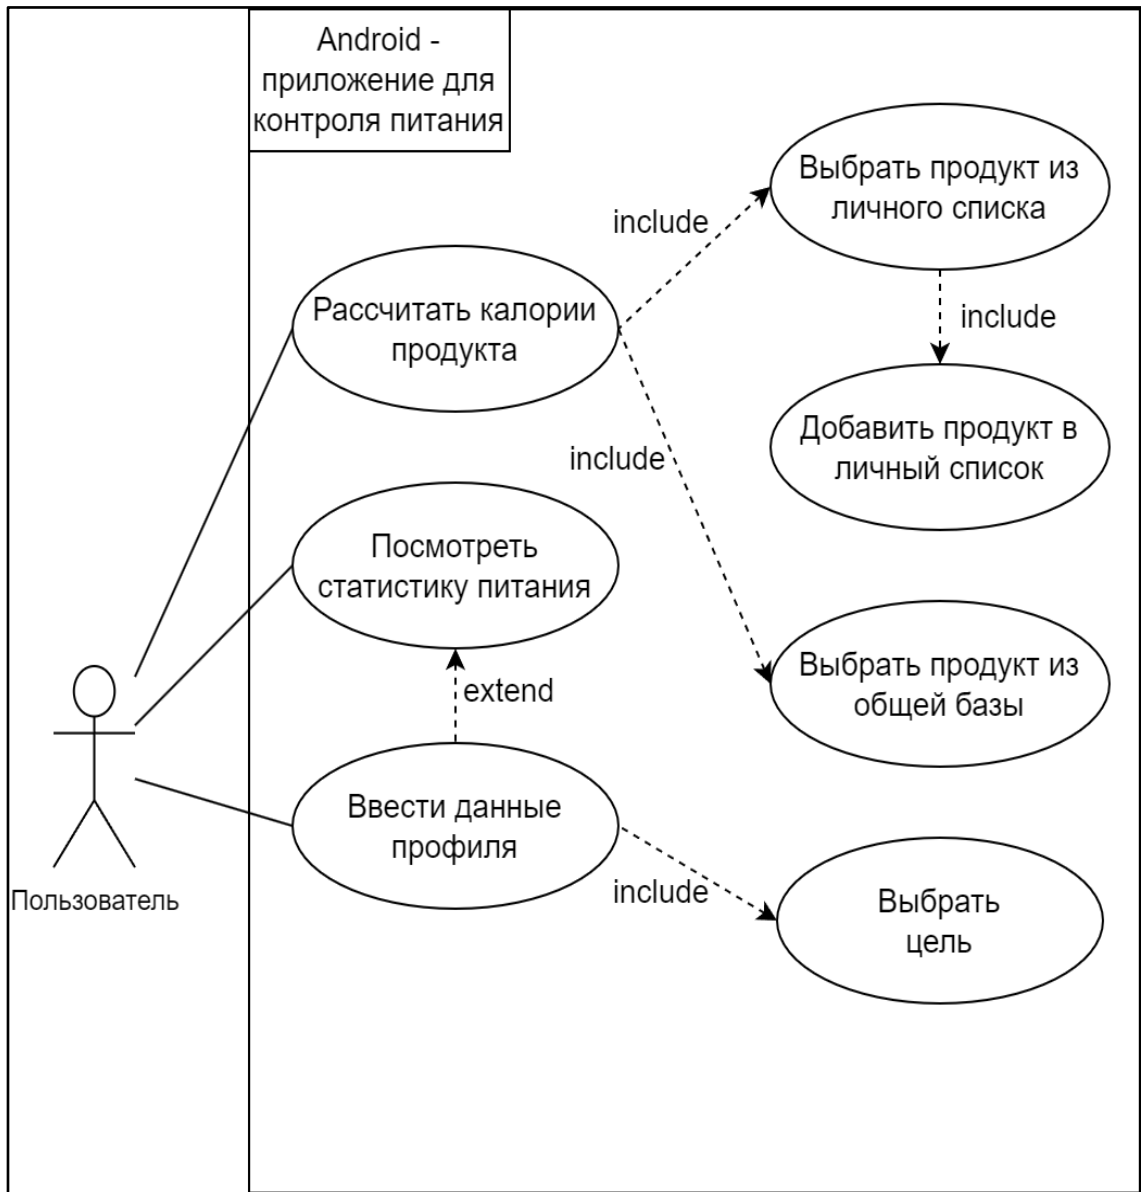 Android -
приложение для
контроля питания
Выбрать продукт из
личного списка
include
Рассчитать калории
продукта
include
Добавить продукт в
личный список
include
Посмотреть
статистику питания
Выбрать продукт из
общей базы
extend
Ввести данные
профиля
include
Выбрать
цель
Пользователь